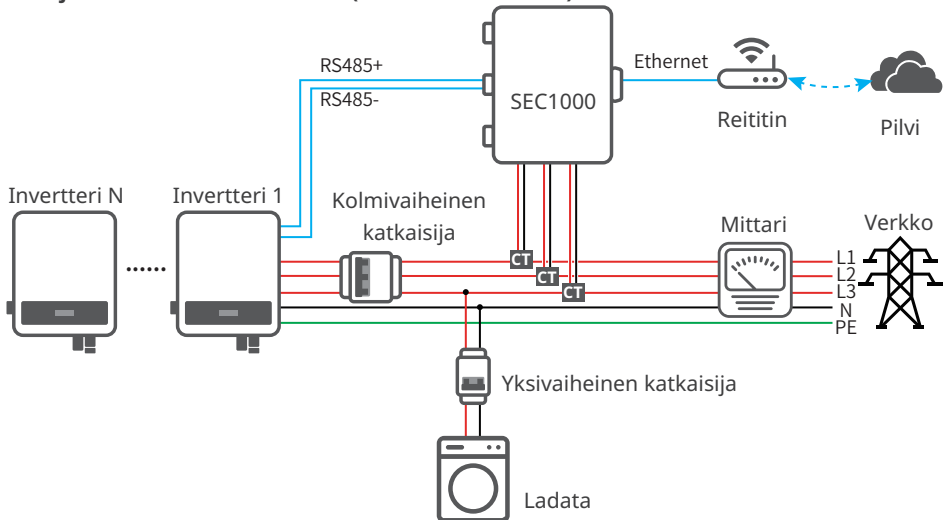 RS485+
RS485-
SEC1000
Ethernet
Reititin
Pilvi
Invertteri N
Invertteri 1
Kolmivaiheinen
katkaisija
Mittari
Verkko
CT
CT
CT
L1
L2
L3
N
PE
Yksivaiheinen katkaisija
Ladata